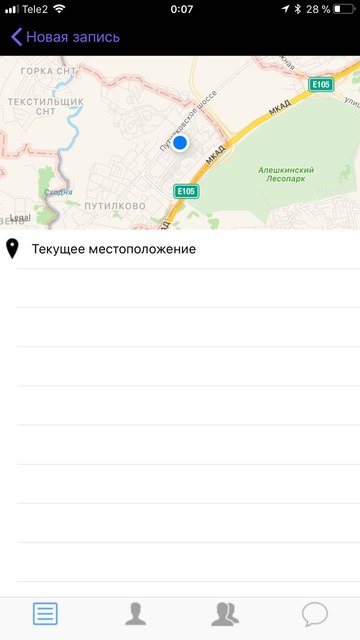 Tele2 0:07 28 %
Новая запись
ГОРКА СНТ
ТЕКСТИЛЬЩИК
СНТ
Путилковское шоссе
E105
МКАД
МКАД
Алешкинский
Лесопарк
Сходня
E105
ПУТИЛКОВО
Legal
Текущее местоположение